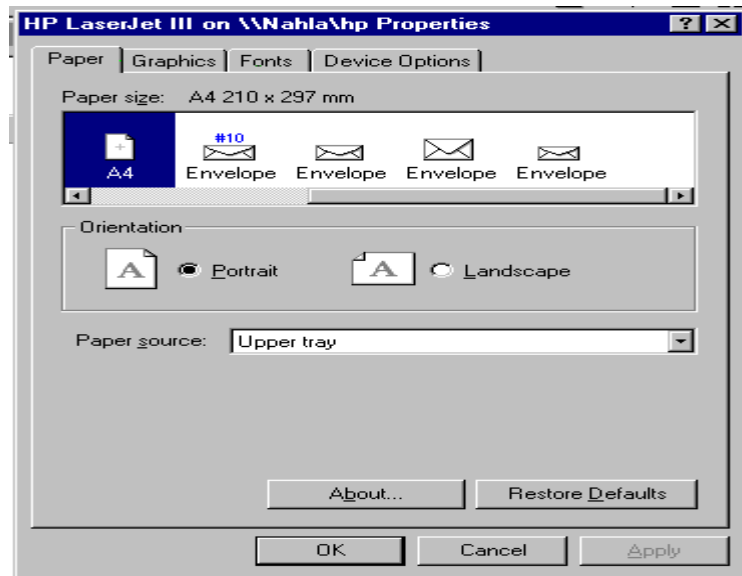 HP LaserJet III on \\Nahla\hp Properties
Paper Graphics Fonts Device Options
Paper size: A4 210 x 297 mm
#10
A4 Envelope Envelope Envelope Envelope
Orientation
A Portrait A Landscape
Paper source: Upper tray
About... Restore Defaults
OK Cancel Apply